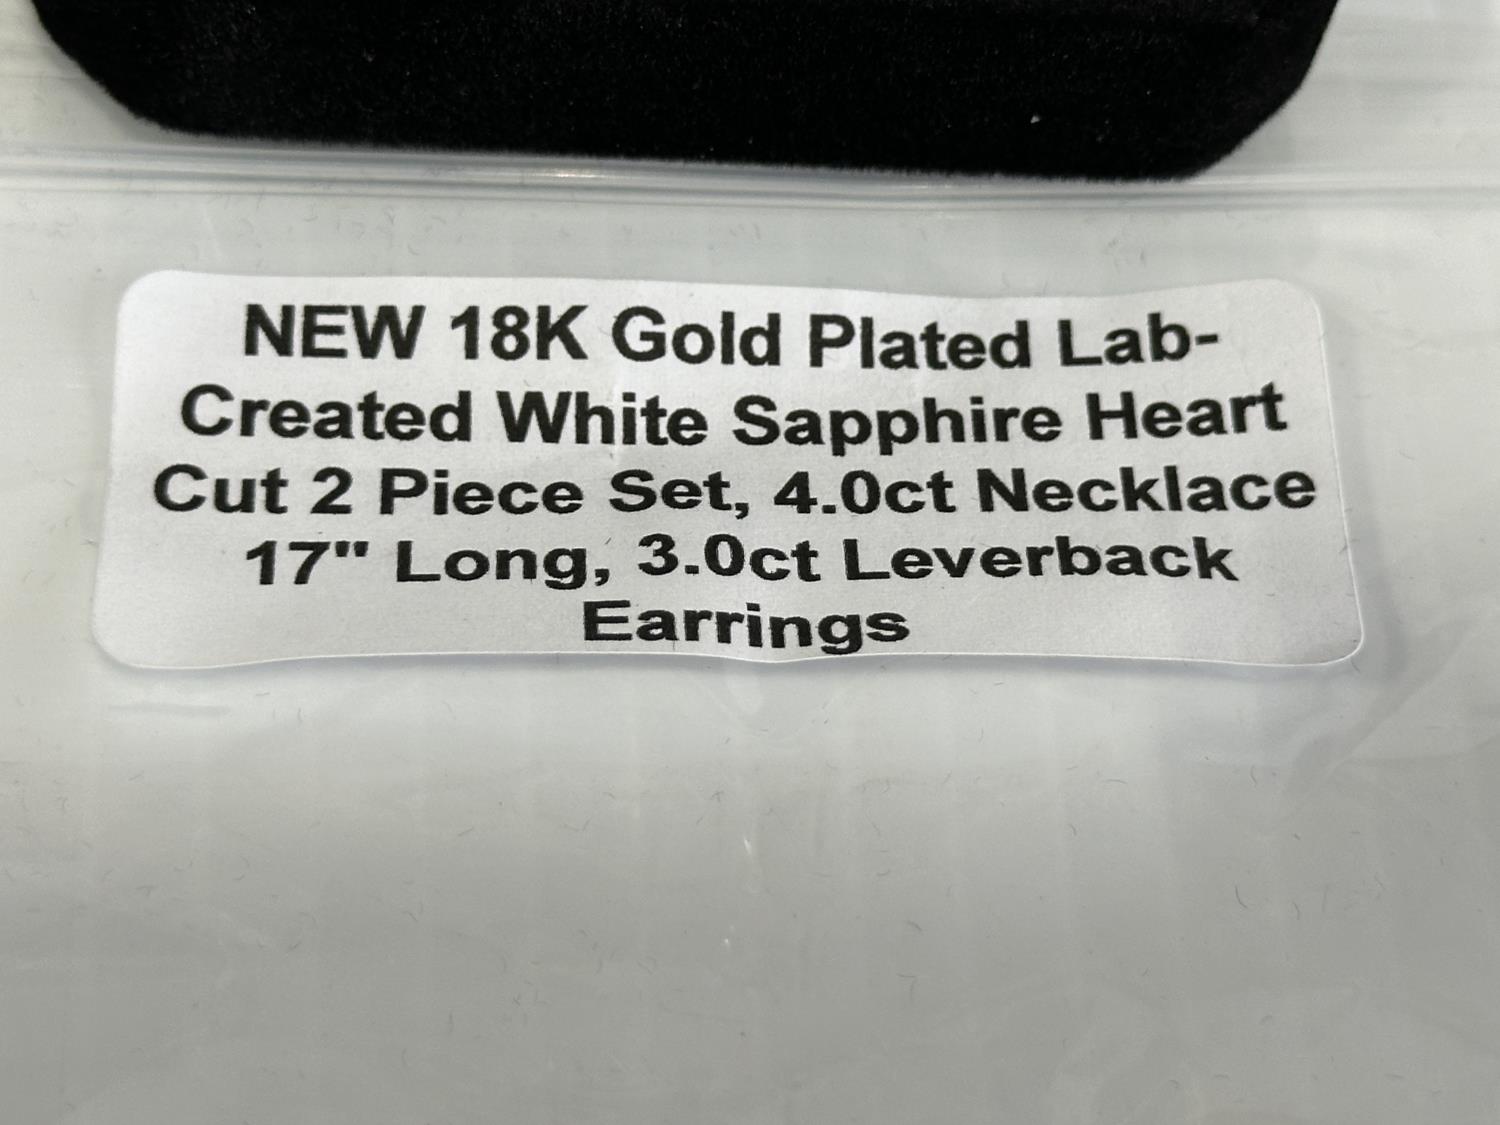 NEW 18K Gold Plated Lab-
Created White Sapphire Heart
Cut 2 Piece Set, 4.0ct Necklace
17" Long, 3.0ct Leverback
Earrings